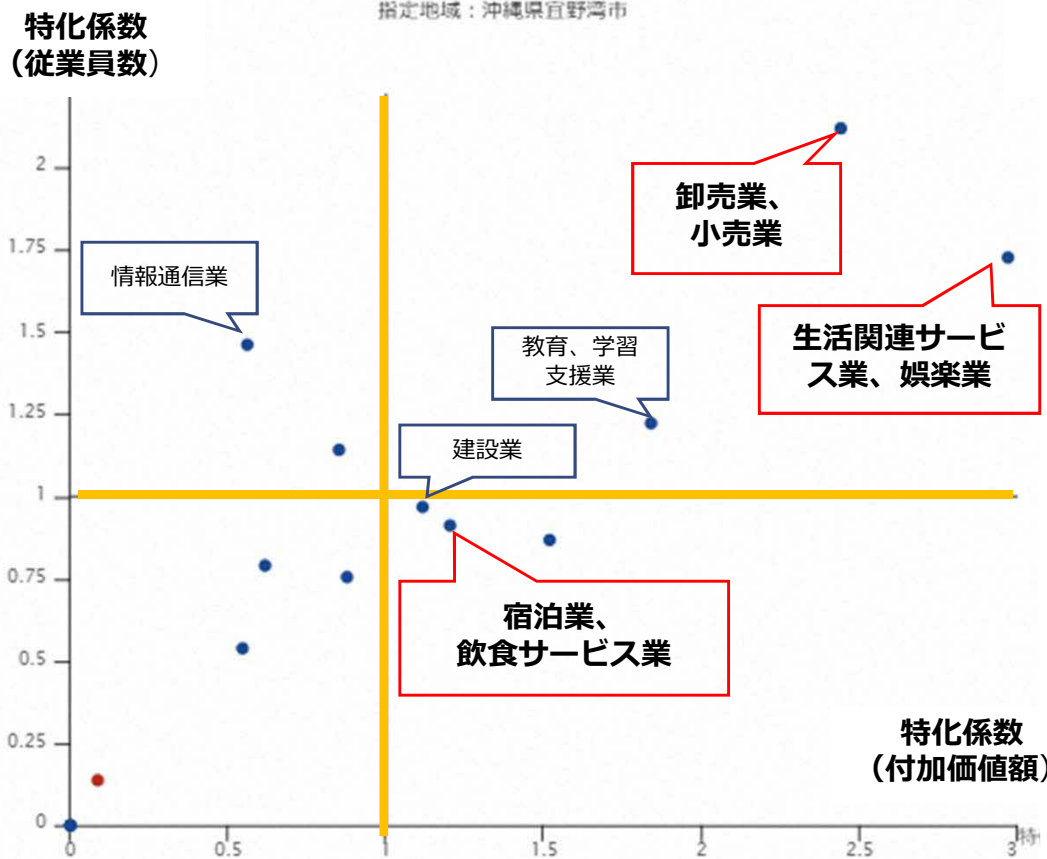 指定地域：沖縄県宜野湾市
特化係数
（従業員数）
2
1.75
1.5
1.25
1
0.75
0.5
0.25
0
卸売業、
小売業
情報通信業
生活関連サービ
ス業、娯楽業
教育、学習
支援業
建設業
宿泊業、
飲食サービス業
特化係数
（付加価値額）
0
0.5
1
1.5
2
2.5
3
特